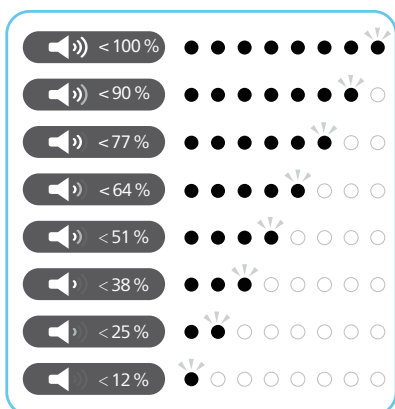 < 100 %
< 90 %
< 77 %
< 64 %
< 51 %
< 38 %
< 25 %
< 12 %